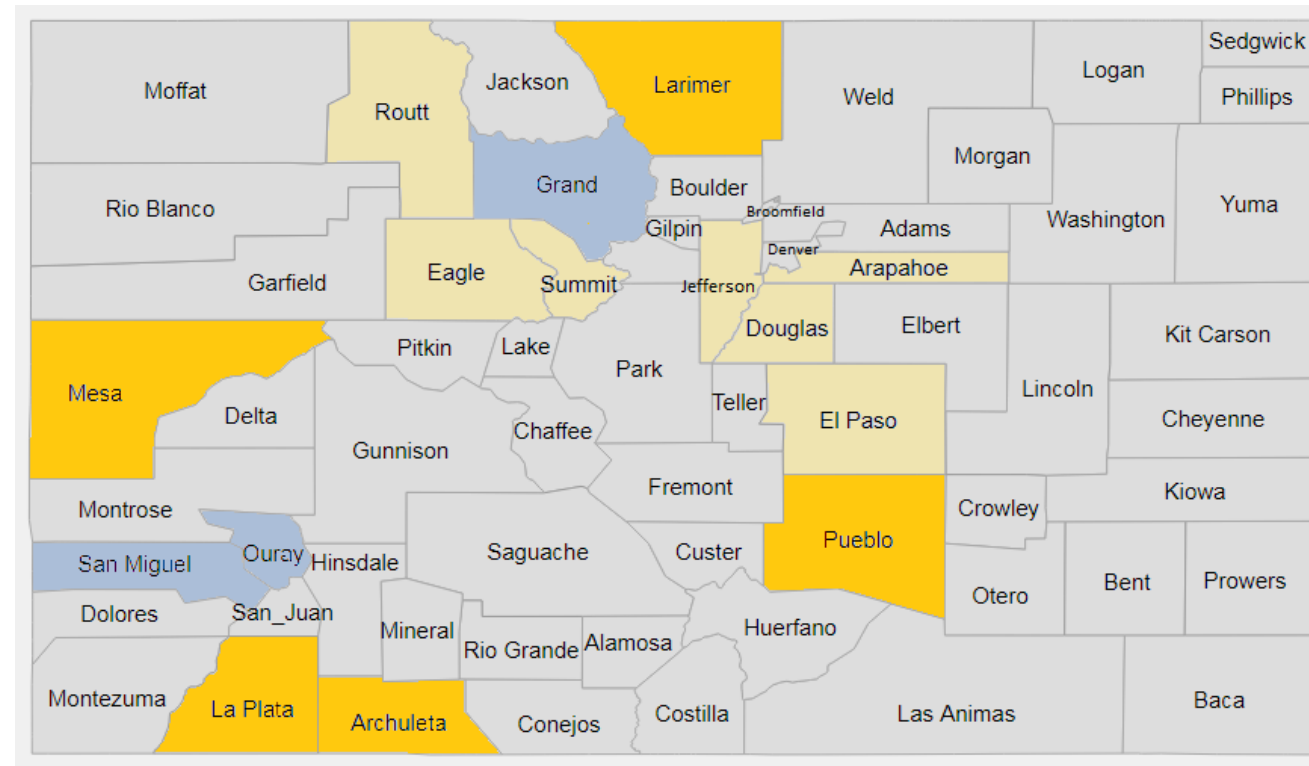 Sedgwick
Moffat
Jackson
Larimer
Logan
Weld
Phillips
Routt
Morgan
Grand
Boulder
Rio Blanco
Broomfield
Washington
Yuma
Gilpin
Adams
Denver
Eagle
Arapahoe
Garfield
Summit
Jefferson
Douglas
Elbert
Kit Carson
Pitkin
Lake
Park
Mesa
Lincoln
Teller
Delta
El Paso
Cheyenne
Chaffee
Gunnison
Fremont
Kiowa
Montrose
Crowley
Pueblo
Saguache
Custer
Ouray
San Miguel
Hinsdale
Bent
Prowers
Otero
Dolores
San_Juan
Mineral
Huerfano
Alamosa
Rio Grande
Montezuma
La Plata
Archuleta
Conejos
Costilla
Las Animas
Baca